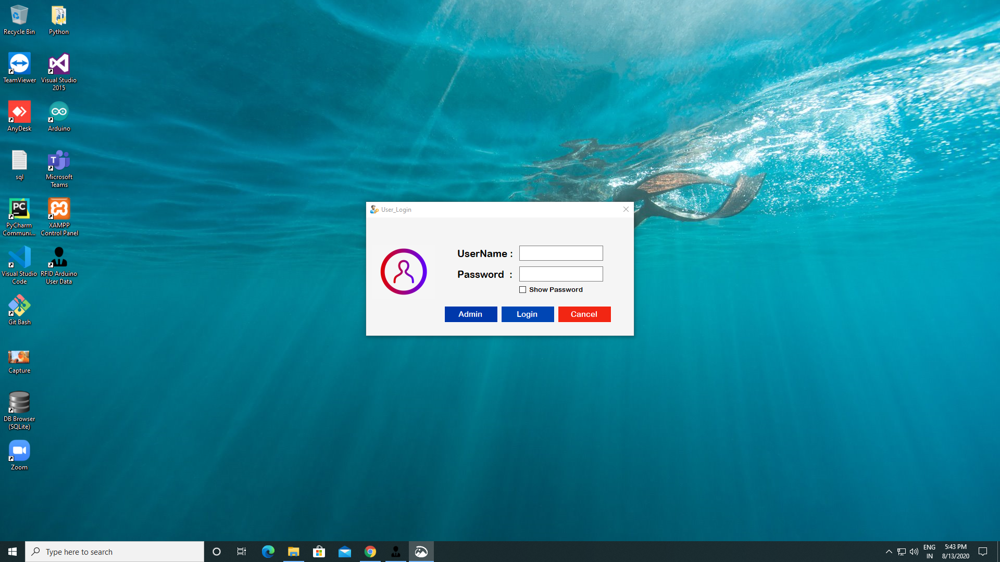 Recycle Bin
Python
TeamViewer
Visual Studio
2015
AnyDesk
Arduino
sql
Microsoft
Teams
PC
PyCharm
Communi...
XAMPP
Control Panel
Visual Studio
Code
RFID Arduino
User Data
Git Bash
Capture
DB Browser
(SQLite)
Zoom
User_Login
UserName :
Password :
Show Password
Admin
Login
Cancel
Type here to search
ENG
IN
5:43 PM
8/13/2020